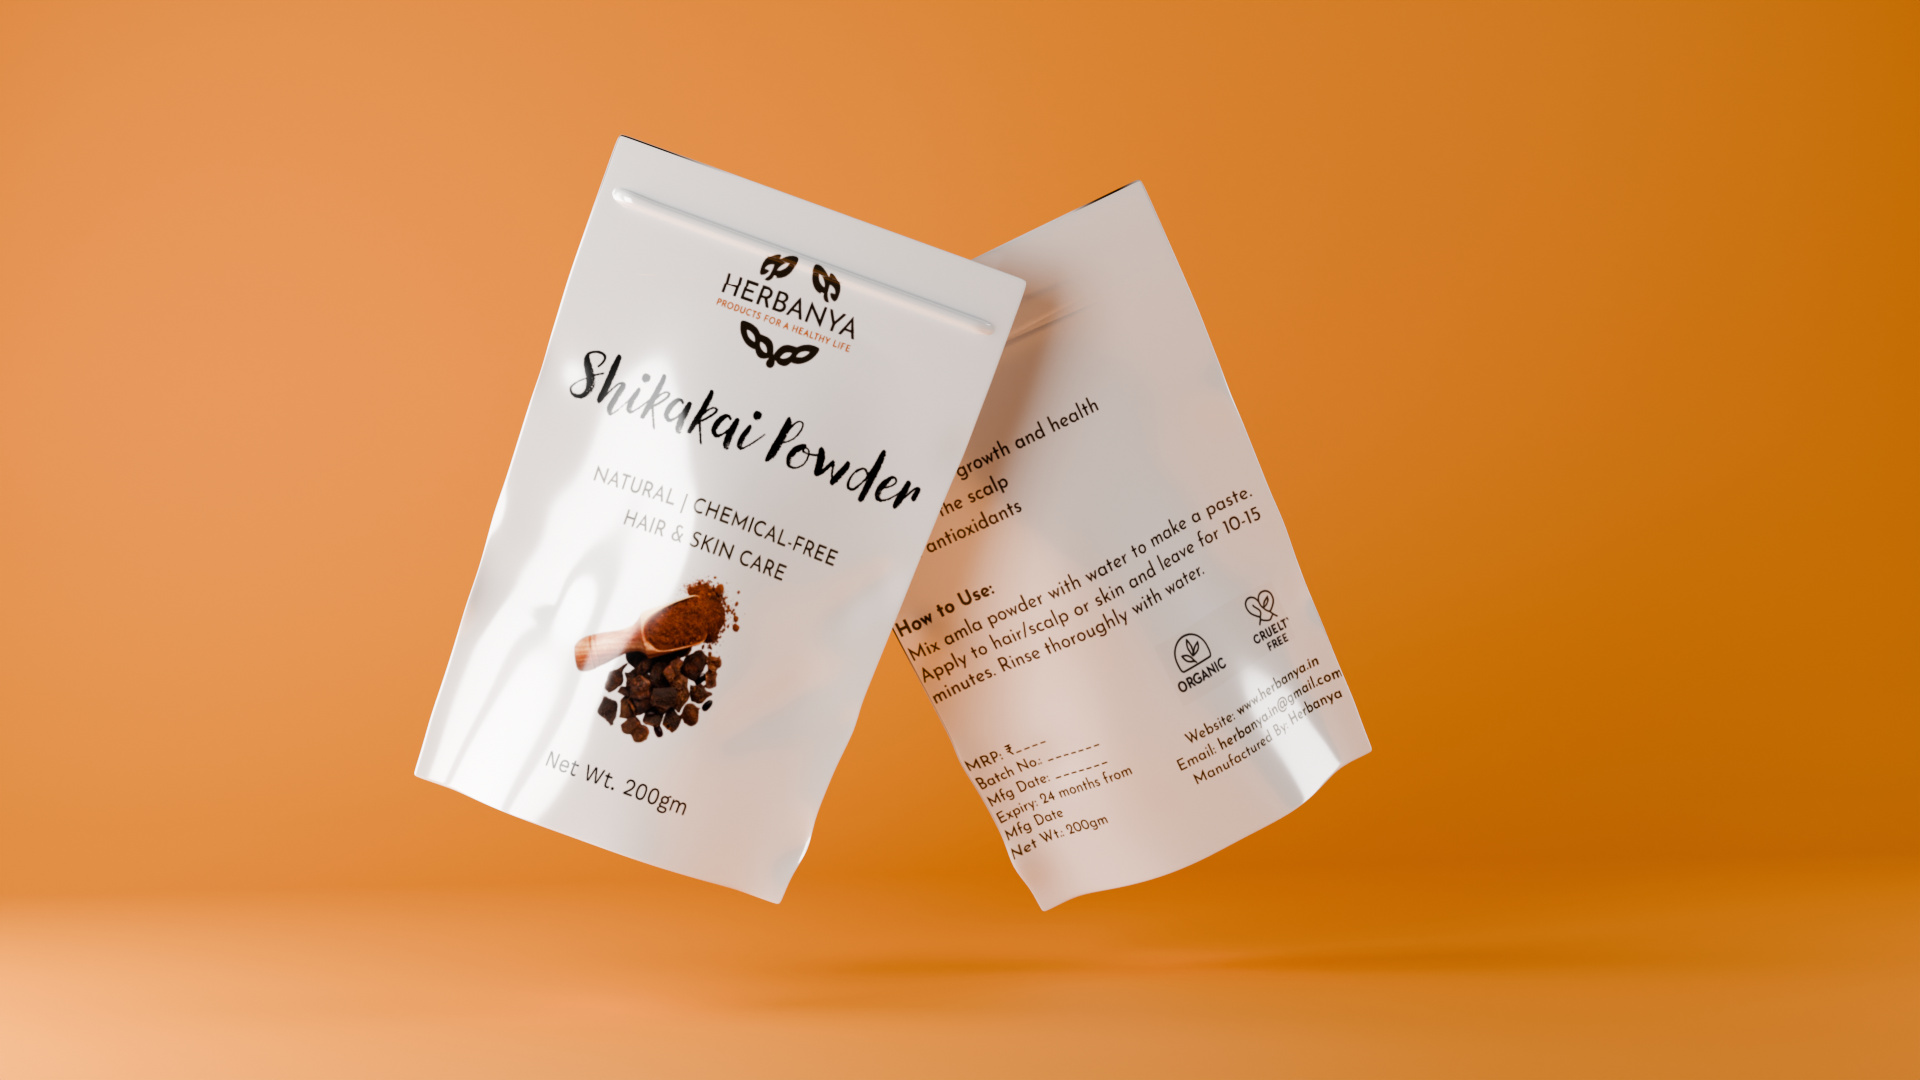 HERBANYA
PRODUCTS FOR A HEALTHY LIFE
Shikakai Powder
NATURAL | CHEMICAL-FREE
HAIR & SKIN CARE
Net Wt. 200gm
growth and health
the scalp
antioxidants
How to Use:
Mix amla powder with water to make a paste.
Apply to hair/scalp or skin and leave for 10-15
minutes. Rinse thoroughly with water.
ORGANIC
FREE
Website: www.herbanya.in
Email: herbanya.in@gmail.com
Manufactured By: Herbanya
MRP: ₹----
Batch No.: -------
Mfg Date: -------
Expiry: 24 months from
Mfg Date
Net Wt.: 200gm